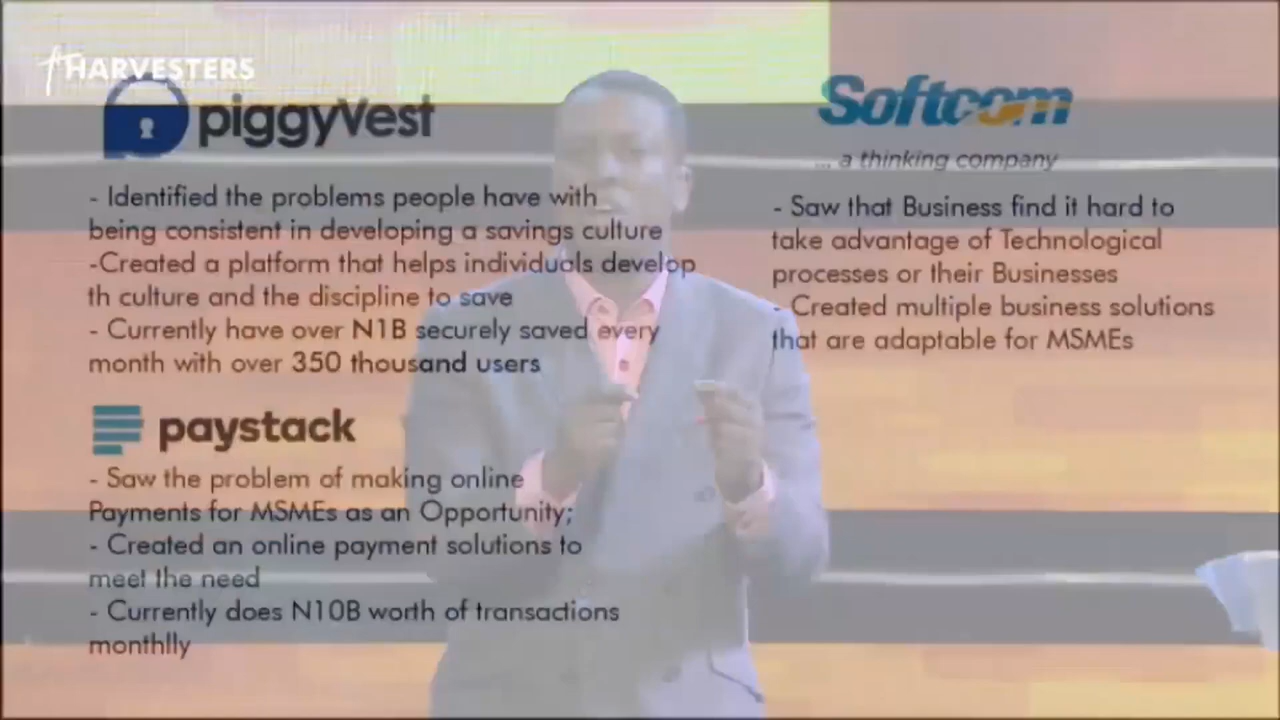 HARVESTERS
piggyVest
- Identified the problems people have with
being consistent in developing a savings culture
-Created a platform that helps individuals develop
th culture and the discipline to save
- Currently have over N1B securely saved every
month with over 350 thousand users
paystack
- Saw the problem of making online
Payments for MSMEs as an Opportunity;
- Created an online payment solutions to
meet the need
- Currently does N10B worth of transactions
monthlly
Softcom
... a thinking company
- Saw that Business find it hard to
take advantage of Technological
processes or their Businesses
- Created multiple business solutions
that are adaptable for MSMEs